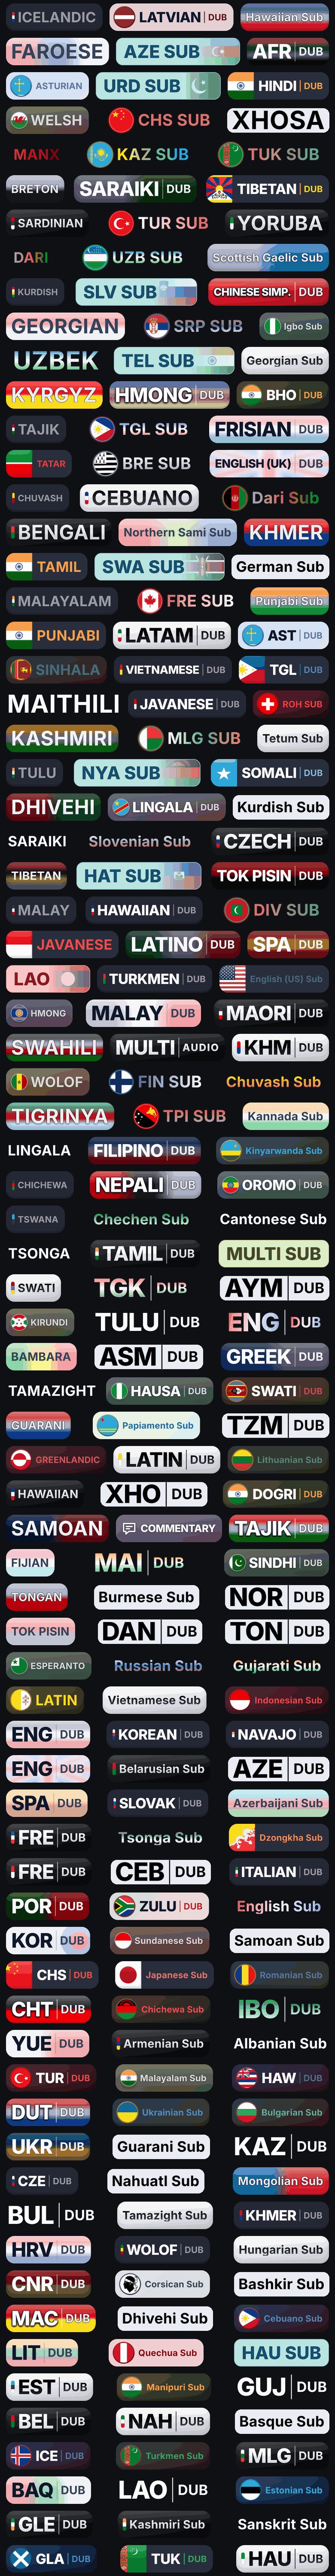 ICELANDIC LATVIAN | DUB Hawaiian Sub
FAROESE AZE SUB AFR | DUB
ASTURIAN URD SUB HINDI | DUB
WELSH CHS SUB XHOSA
MANX KAZ SUB TUK SUB
BRETON SARAIKI | DUB TIBETAN | DUB
SARDINIAN TUR SUB YORUBA
DARI UZB SUB Scottish Gaelic Sub
KURDISH SLV SUB CHINESE SIMP. | DUB
GEORGIAN SRP SUB Igbo Sub
UZBEK TEL SUB Georgian Sub
KYRGYZ HMONG | DUB BHO | DUB
TAJIK TGL SUB FRISIAN | DUB
TATAR BRE SUB ENGLISH (UK) | DUB
CHUVASH CEBUANO Dari Sub
BENGALI Northern Sami Sub KHMER
TAMIL SWA SUB German Sub
MALAYALAM FRE SUB Punjabi Sub
PUNJABI LATAM | DUB AST | DUB
SINHALA VIETNAMESE | DUB TGL | DUB
MAITHILI JAVANESE | DUB ROH SUB
KASHMIRI MLG SUB Tetum Sub
TULU NYA SUB SOMALI | DUB
DHIVEHI LINGALA | DUB Kurdish Sub
SARAIKI Slovenian Sub CZECH | DUB
TIBETAN HAT SUB TOK PISIN | DUB
MALAY HAWAIIAN | DUB DIV SUB
JAVANESE LATINO | DUB SPA | DUB
LAO TURKMEN | DUB English (US) Sub
HMONG MALAY | DUB MAORI | DUB
SWAHILI MULTI | AUDIO KHM | DUB
WOLOF FIN SUB Chuvash Sub
TIGRINYA TPI SUB Kannada Sub
LINGALA FILIPINO | DUB Kinyarwanda Sub
CHICHEWA NEPALI | DUB OROMO | DUB
TSWANA Chechen Sub Cantonese Sub
TSONGA TAMIL | DUB MULTI SUB
SWATI TGK | DUB AYM | DUB
KIRUNDI TULU | DUB ENG | DUB
BAMBARA ASM | DUB GREEK | DUB
TAMAZIGHT HAUSA | DUB SWATI | DUB
GUARANI Papiamento Sub TZM | DUB
GREENLANDIC LATIN | DUB Lithuanian Sub
HAWAIIAN XHO | DUB DOGRI | DUB
SAMOAN COMMENTARY TAJIK | DUB
FIJIAN MAI | DUB SINDHI | DUB
TONGAN Burmese Sub NOR | DUB
TOK PISIN DAN | DUB TON | DUB
ESPERANTO Russian Sub Gujarati Sub
LATIN Vietnamese Sub Indonesian Sub
ENG | DUB KOREAN | DUB NAVAJO | DUB
ENG | DUB Belarusian Sub AZE | DUB
SPA | DUB SLOVAK | DUB Azerbaijani Sub
FRE | DUB Tsonga Sub Dzongkha Sub
FRE | DUB CEB | DUB ITALIAN | DUB
POR | DUB ZULU | DUB English Sub
KOR | DUB Sundanese Sub Samoan Sub
CHS | DUB Japanese Sub Romanian Sub
CHT | DUB Chichewa Sub IBO | DUB
YUE | DUB Armenian Sub Albanian Sub
TUR | DUB Malayalam Sub HAW | DUB
DUT | DUB Ukrainian Sub Bulgarian Sub
UKR | DUB Guarani Sub KAZ | DUB
CZE | DUB Nahuatl Sub Mongolian Sub
BUL | DUB Tamazight Sub KHMER | DUB
HRV | DUB WOLOF | DUB Hungarian Sub
CNR | DUB Corsican Sub Bashkir Sub
MAC | DUB Dhivehi Sub Cebuano Sub
LIT | DUB Quechua Sub HAU SUB
EST | DUB Manipuri Sub GUJ | DUB
BEL | DUB NAH | DUB Basque Sub
ICE | DUB Turkmen Sub MLG | DUB
BAQ | DUB LAO | DUB Estonian Sub
GLE | DUB Kashmiri Sub Sanskrit Sub
GLA | DUB TUK | DUB HAU | DUB